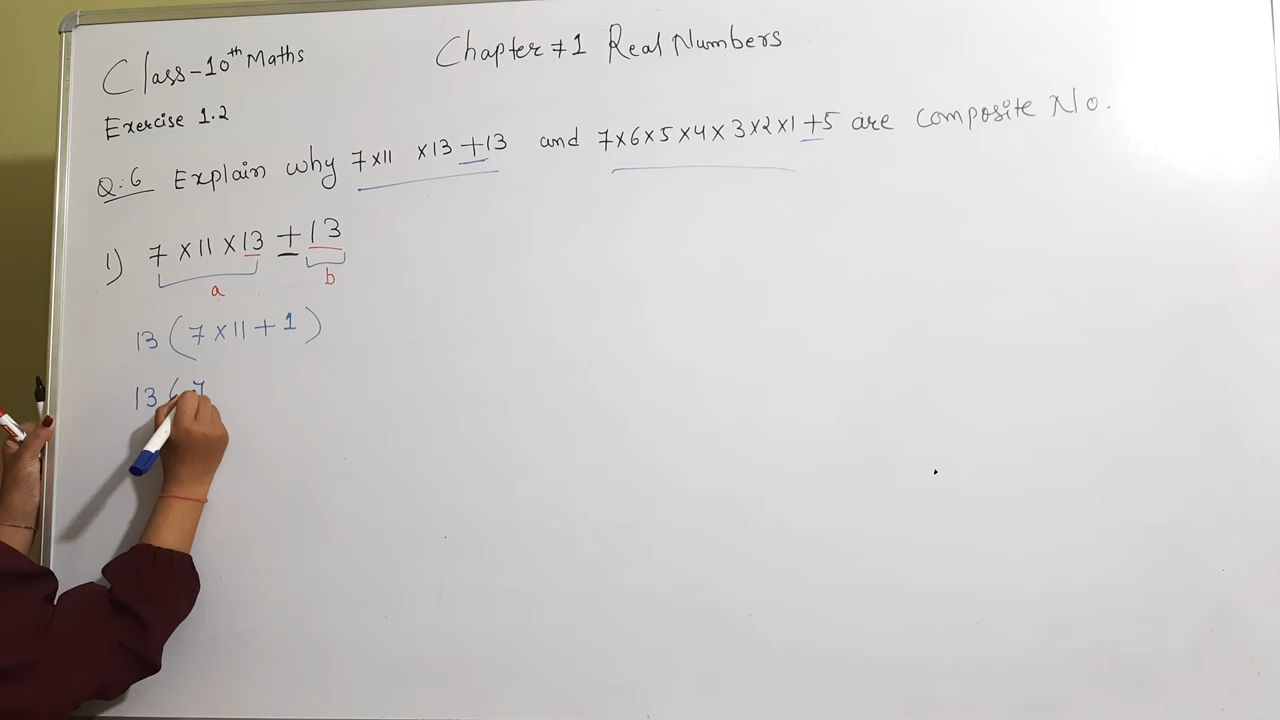 Class-10th Maths
Chapter #1 Real Numbers
Exercise 1.2
Q:6 Explain why 7×11 ×13+13 and 7×6×5×4×3×2×1+5 are composite No.
1) 7×11×13+13
a b
13(7×11+1)
13(7